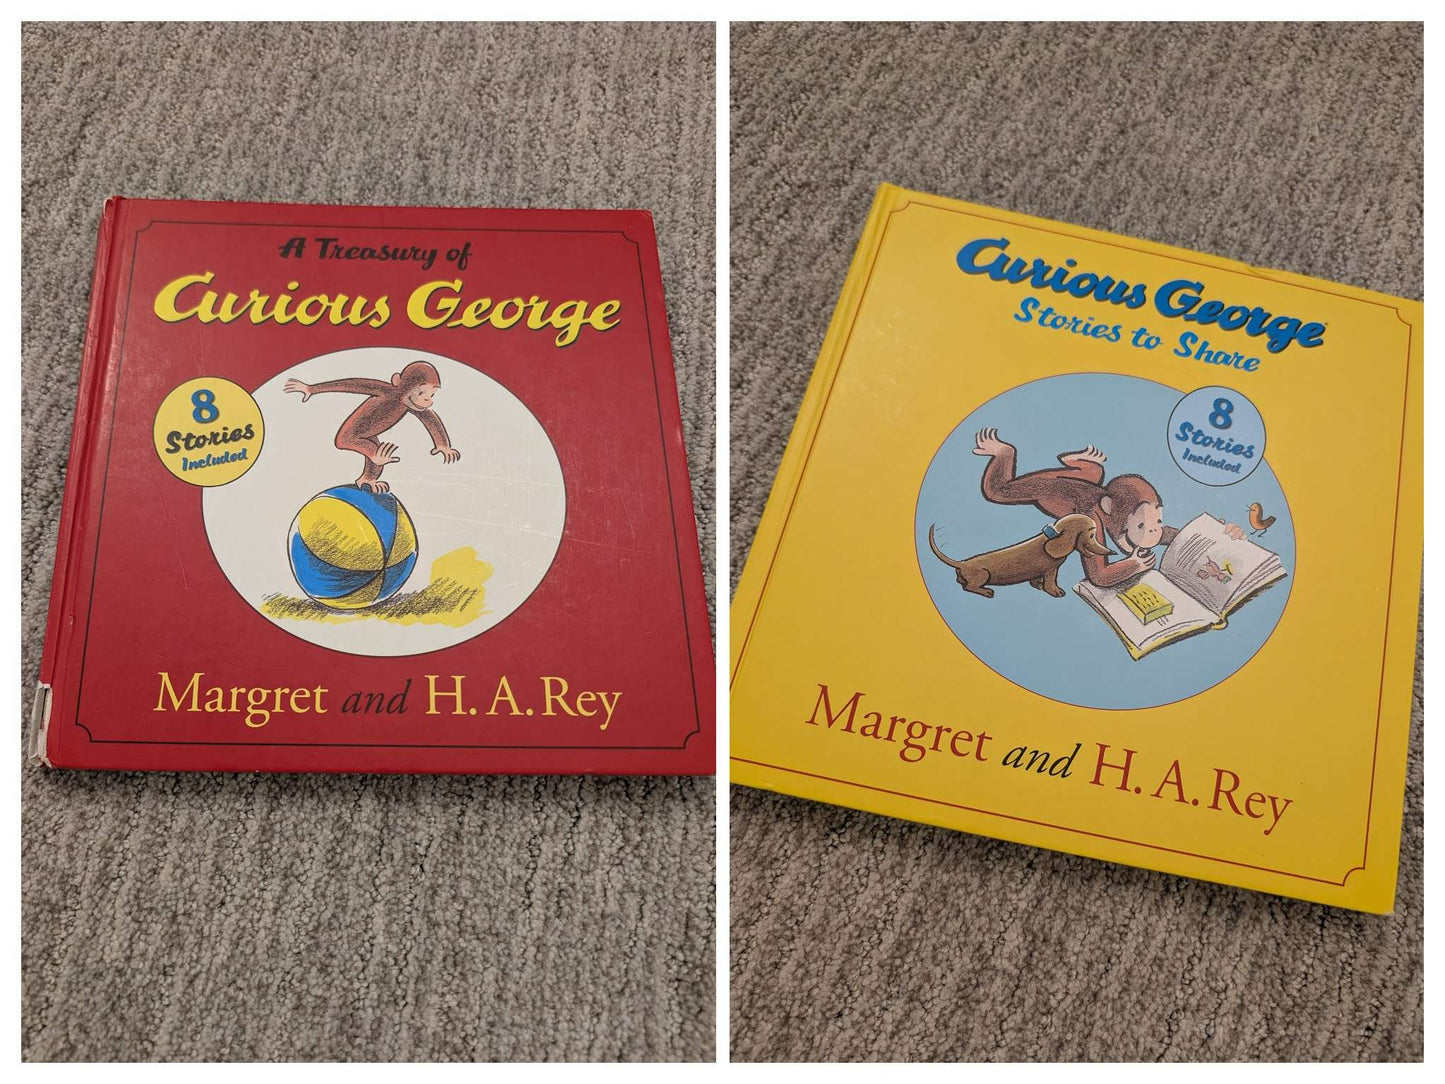 A Treasury of
Curious George
8
Stories
Included
Margret and H. A. Rey
Curious George
Stories to Share
8
Stories
Included
Margret and H. A. Rey